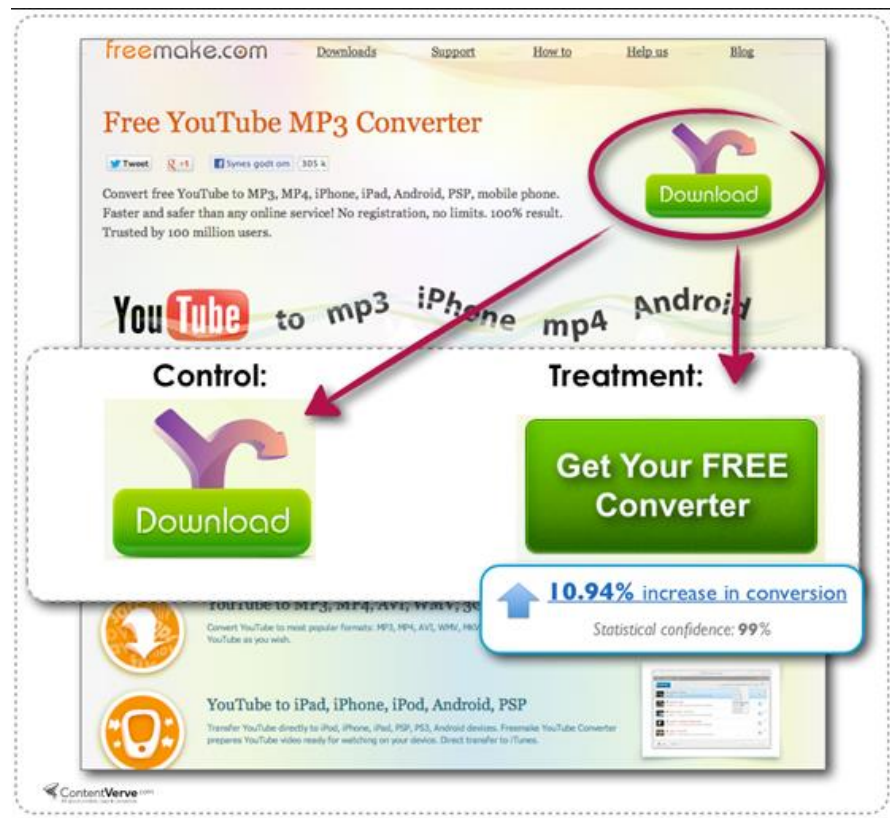 freemake.com
Downloads Support How to Help us Blog
Free YouTube MP3 Converter
Tweet +1 Synes godt om 305 k
Convert free YouTube to MP3, MP4, iPhone, iPad, Android, PSP, mobile phone.
Faster and safer than any online service! No registration, no limits. 100% result.
Trusted by 100 million users.
Download
YouTube to mp3 iPhone mp4 Android
Control:
Treatment:
Download
Get Your FREE
Converter
10.94% increase in conversion
Statistical confidence: 99%
YouTube to MP3, MP4, AVI, WMV, 3G
Convert YouTube to most popular formats: MP3, MP4, AVI, WMV, MKV
YouTube as you wish.
YouTube to iPad, iPhone, iPod, Android, PSP
Transfer YouTube directly to iPod, iPhone, iPad, PSP, PS3, Android devices. Freemake YouTube Converter
prepares YouTube video ready for watching on your device. Direct transfer to iTunes.
ContentVerve.com